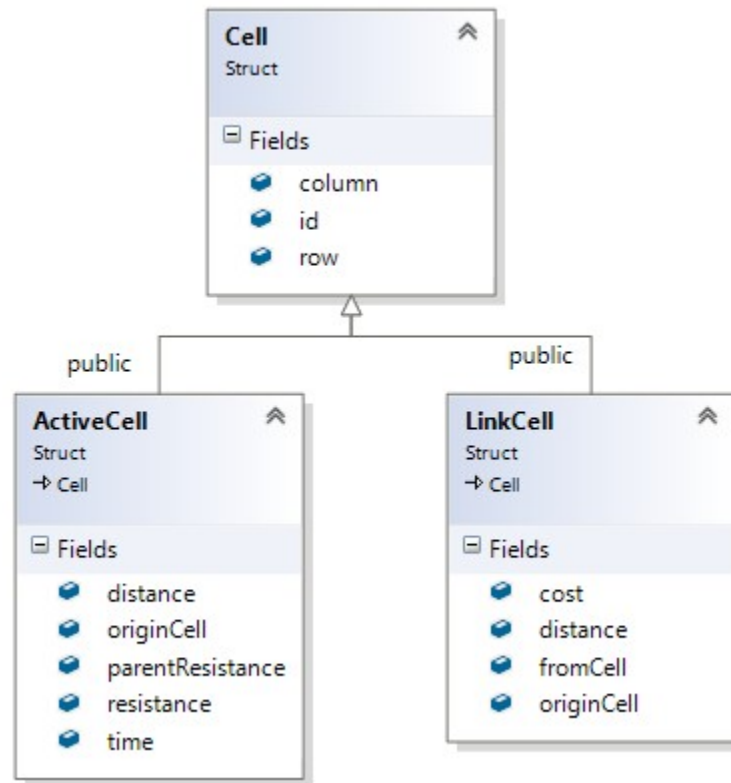 Cell
Struct
Fields
column
id
row
public
public
ActiveCell
Struct
Cell
Fields
distance
originCell
parentResistance
resistance
time
LinkCell
Struct
Cell
Fields
cost
distance
fromCell
originCell